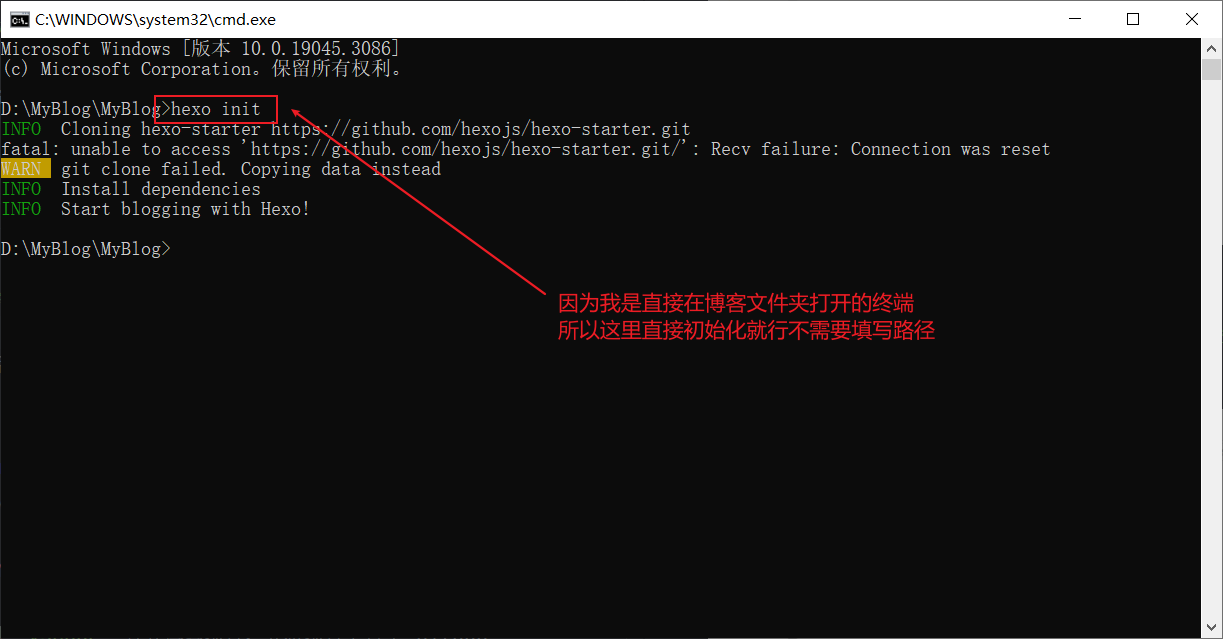 C:\WINDOWS\system32\cmd.exe
Microsoft Windows [版本 10.0.19045.3086]
(c) Microsoft Corporation。保留所有权利。
D:\MyBlog\MyBlog>hexo init
INFO  Cloning hexo-starter https://github.com/hexojs/hexo-starter.git
fatal: unable to access 'https://github.com/hexojs/hexo-starter.git/': Recv failure: Connection was reset
WARN  git clone failed. Copying data instead
INFO  Install dependencies
INFO  Start blogging with Hexo!
D:\MyBlog\MyBlog>
因为我是直接在博客文件夹打开的终端
所以这里直接初始化就行不需要填写路径